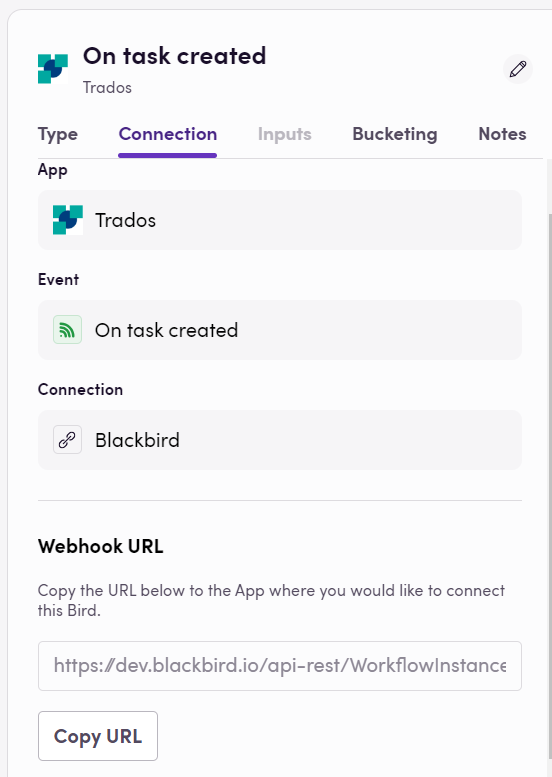 On task created
Trados
Type Connection Inputs Bucketing Notes
App
Trados
Event
On task created
Connection
Blackbird
Webhook URL
Copy the URL below to the App where you would like to connect
this Bird.
https://dev.blackbird.io/api-rest/WorkflowInstance
Copy URL